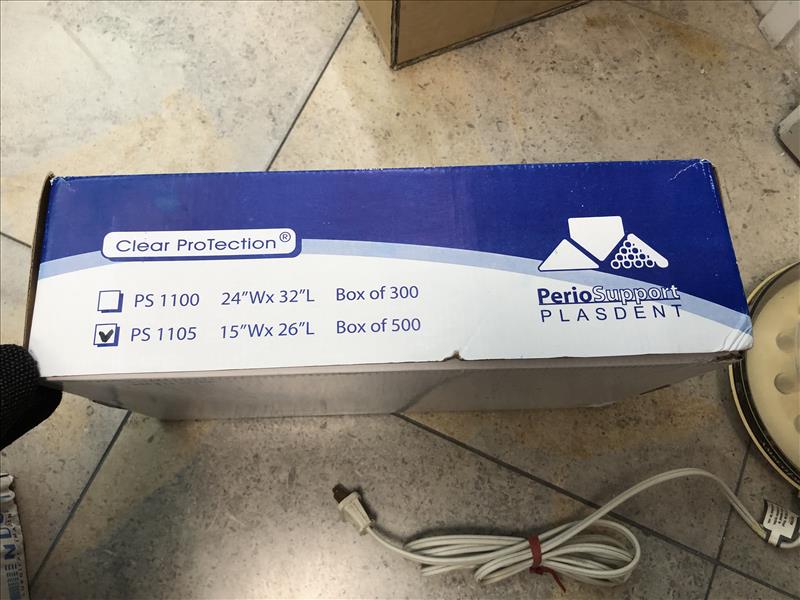 Clear ProTection®
PS 1100 24"Wx 32"L Box of 300
PS 1105 15"Wx 26"L Box of 500
PerioSupport
PLASDENT